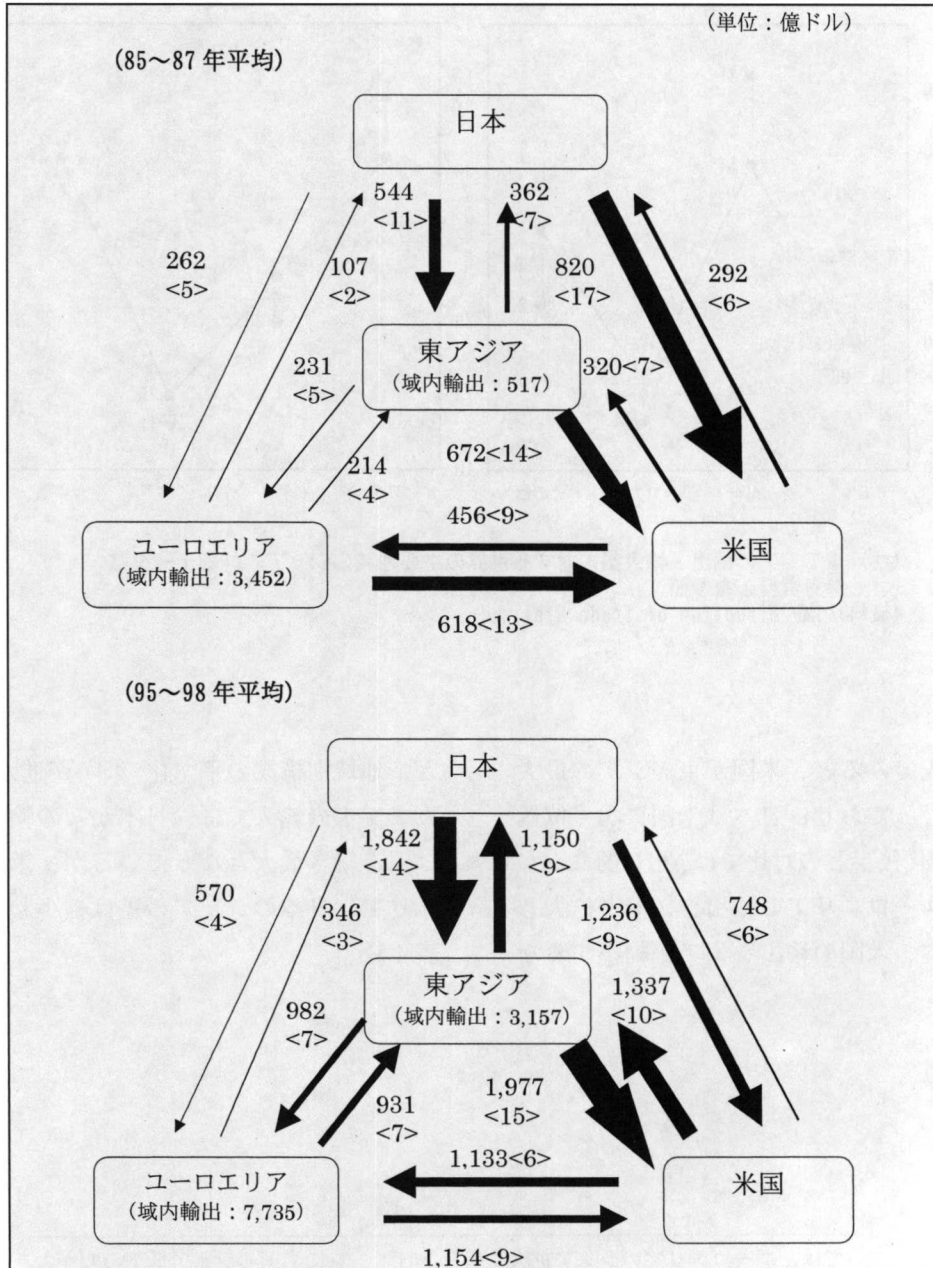 (単位：億ドル)
(85～87年平均)
日本
544
<11>
362
<7>
262
<5>
107
<2>
820
<17>
292
<6>
東アジア
(域内輸出：517)
231
<5>
320<7>
214
<4>
672<14>
456<9>
ユーロエリア
(域内輸出：3,452)
米国
618<13>
(95～98年平均)
日本
1,842
<14>
1,150
<9>
570
<4>
346
<3>
1,236
<9>
748
<6>
東アジア
(域内輸出：3,157)
982
<7>
1,337
<10>
931
<7>
1,977
<15>
1,133<6>
ユーロエリア
(域内輸出：7,735)
米国
1,154<9>